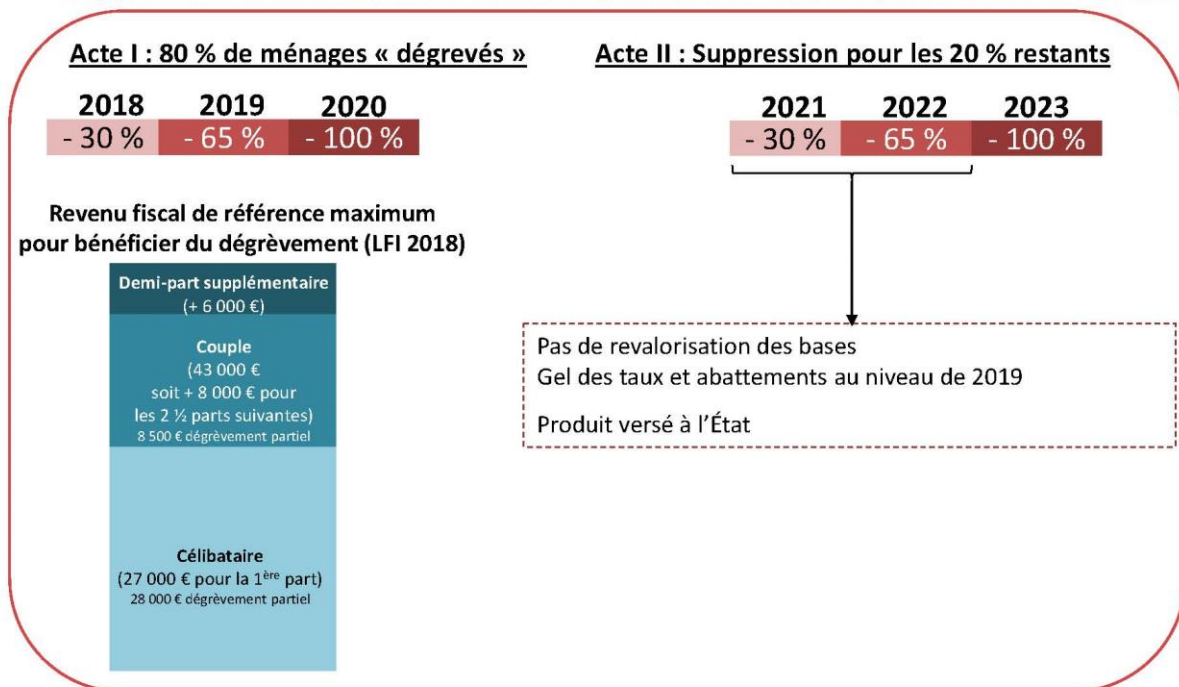 Acte I : 80 % de ménages « dégrevés »
2018 2019 2020
- 30 % - 65 % - 100 %
Revenu fiscal de référence maximum
pour bénéficier du dégrèvement (LFI 2018)
Demi-part supplémentaire
(+ 6 000 €)
Couple
(43 000 €
soit + 8 000 € pour
les 2 ½ parts suivantes)
8 500 € dégrèvement partiel
Célibataire
(27 000 € pour la 1ère part)
28 000 € dégrèvement partiel
Acte II : Suppression pour les 20 % restants
2021 2022 2023
- 30 % - 65 % - 100 %
Pas de revalorisation des bases
Gel des taux et abattements au niveau de 2019
Produit versé à l’État